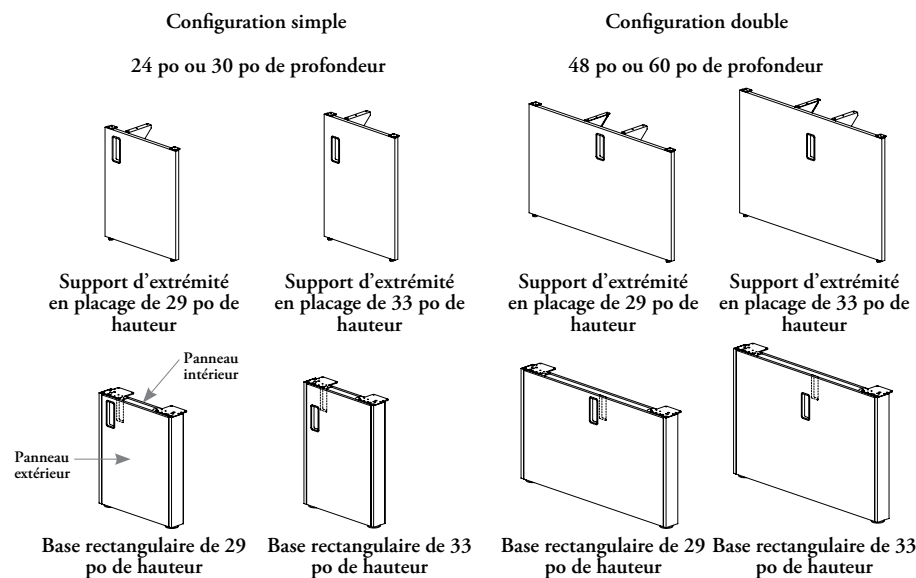 Configuration simple
Configuration double
24 po ou 30 po de profondeur
48 po ou 60 po de profondeur
Support d’extrémité
en placage de 29 po de
hauteur
Support d’extrémité
en placage de 33 po de
hauteur
Support d’extrémité
en placage de 29 po de
hauteur
Support d’extrémité
en placage de 33 po de
hauteur
Panneau
intérieur
Panneau
extérieur
Base rectangulaire de 29
po de hauteur
Base rectangulaire de 33
po de hauteur
Base rectangulaire de 29
po de hauteur
Base rectangulaire de 33
po de hauteur